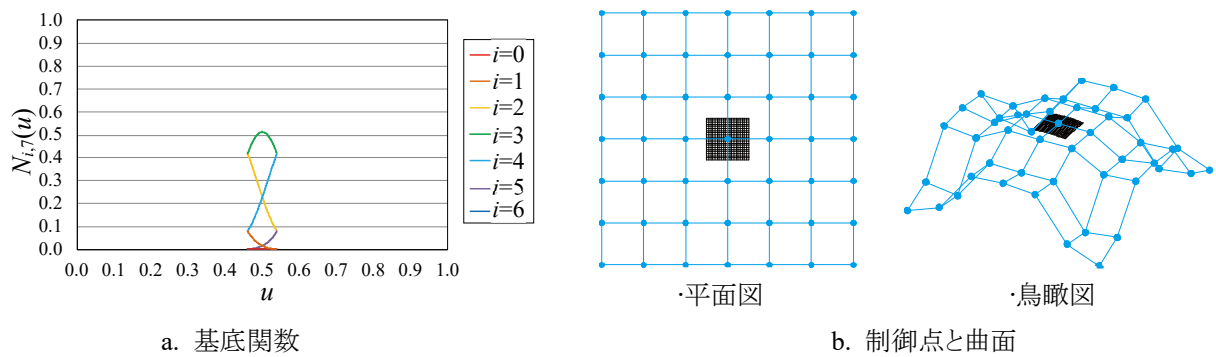 1.0
0.9
0.8
0.7
0.6
0.5
0.4
0.3
0.2
0.1
0.0
N_{i,7}(u)
0.0 0.1 0.2 0.3 0.4 0.5 0.6 0.7 0.8 0.9 1.0
u
i=0
i=1
i=2
i=3
i=4
i=5
i=6
a. 基底関数
·平面図
·鳥瞰図
b. 制御点と曲面